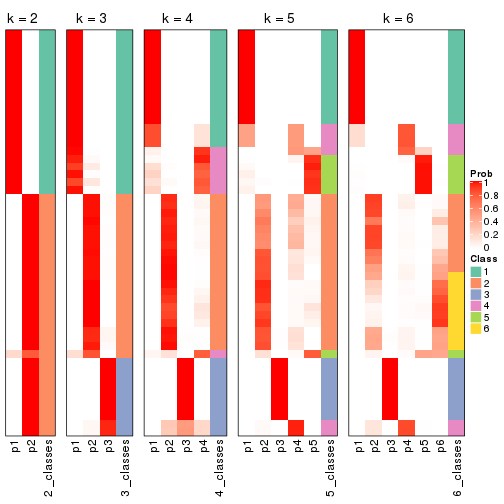 k = 2
k = 3
k = 4
k = 5
k = 6
Prob
1
0.8
0.6
0.4
0.2
0
Class
1
2
3
4
5
6
p1
p2
2_classes
p1
p2
p3
3_classes
p1
p2
p3
p4
4_classes
p1
p2
p3
p4
p5
5_classes
p1
p2
p3
p4
p5
p6
6_classes